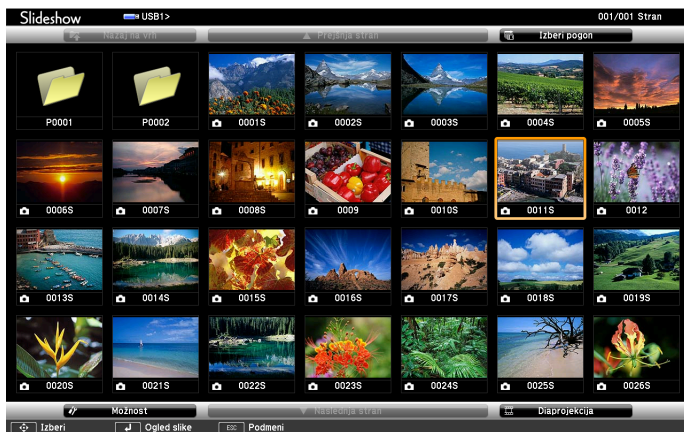 Slideshow USB1> 001/001 Stran
Nazaj na vrh Prejšnja stran Izberi pogon
P0001 P0002 0001S 0002S 0003S 0004S 0005S
0006S 0007S 0008S 0009 0010S 0011S 0012
0013S 0014S 0015S 0016S 0017S 0018S 0019S
0020S 0021S 0022S 0023S 0024S 0025S 0026S
Možnost Naslednja stran Diaprojekcija
Izberi Ogled slike ESC Podmeni